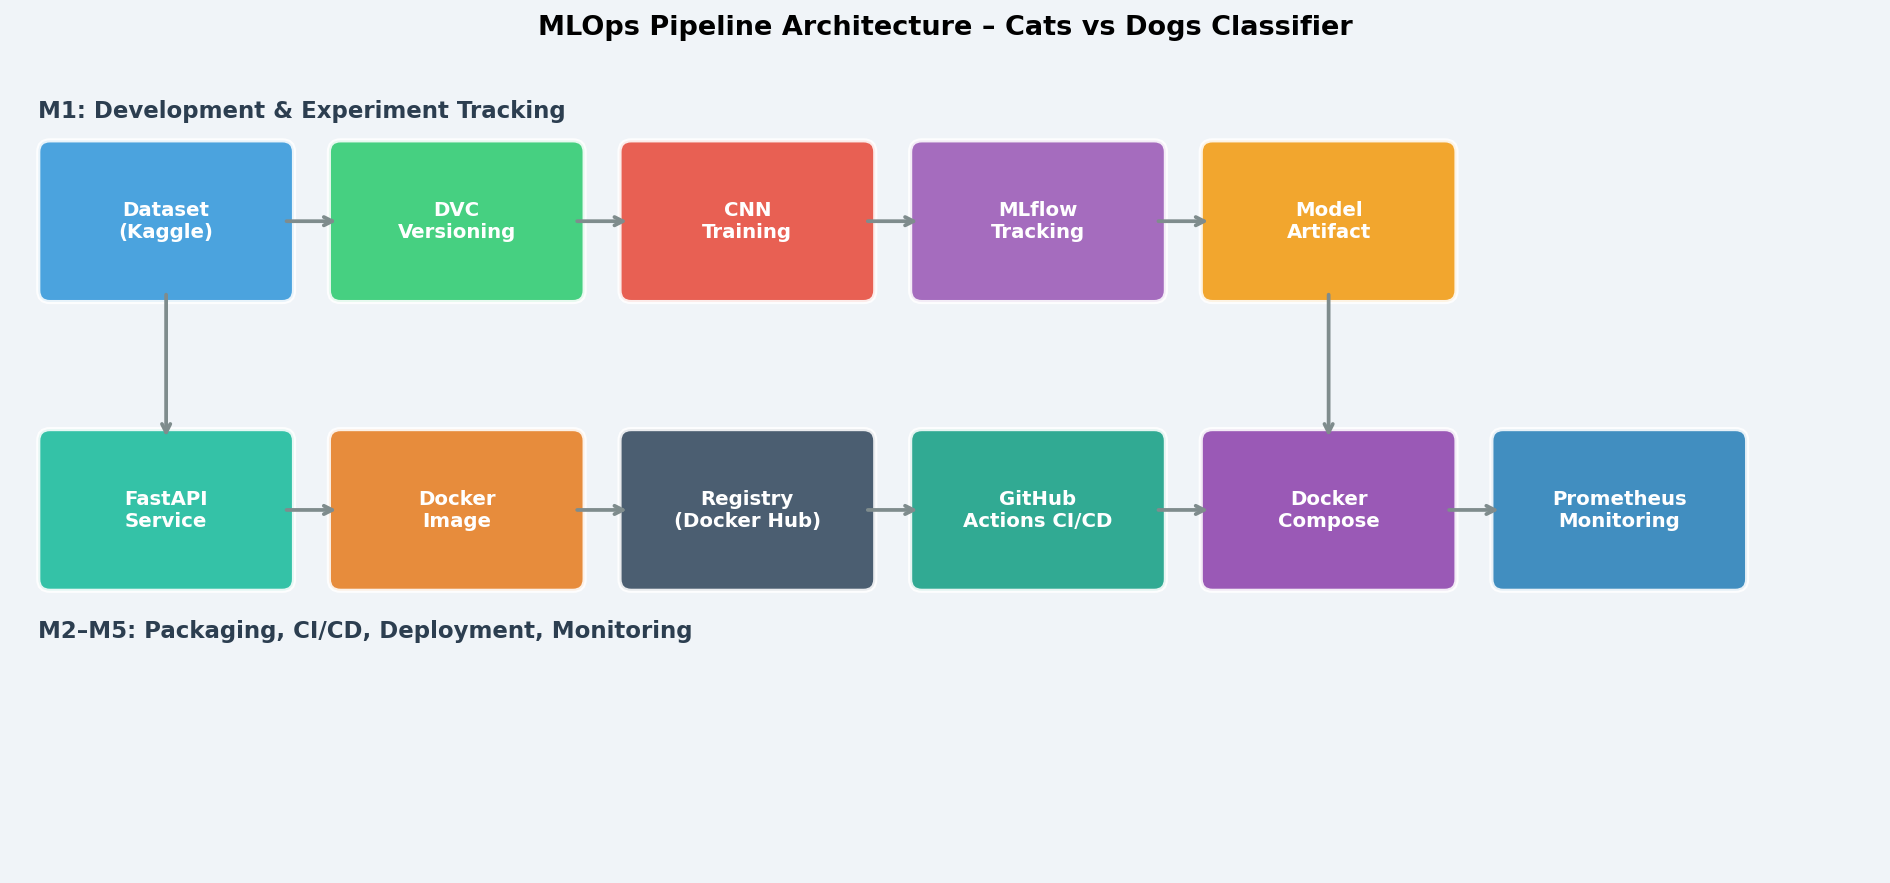 MLOps Pipeline Architecture – Cats vs Dogs Classifier
M1: Development & Experiment Tracking
Dataset
(Kaggle)
DVC
Versioning
CNN
Training
MLflow
Tracking
Model
Artifact
FastAPI
Service
Docker
Image
Registry
(Docker Hub)
GitHub
Actions CI/CD
Docker
Compose
Prometheus
Monitoring
M2–M5: Packaging, CI/CD, Deployment, Monitoring